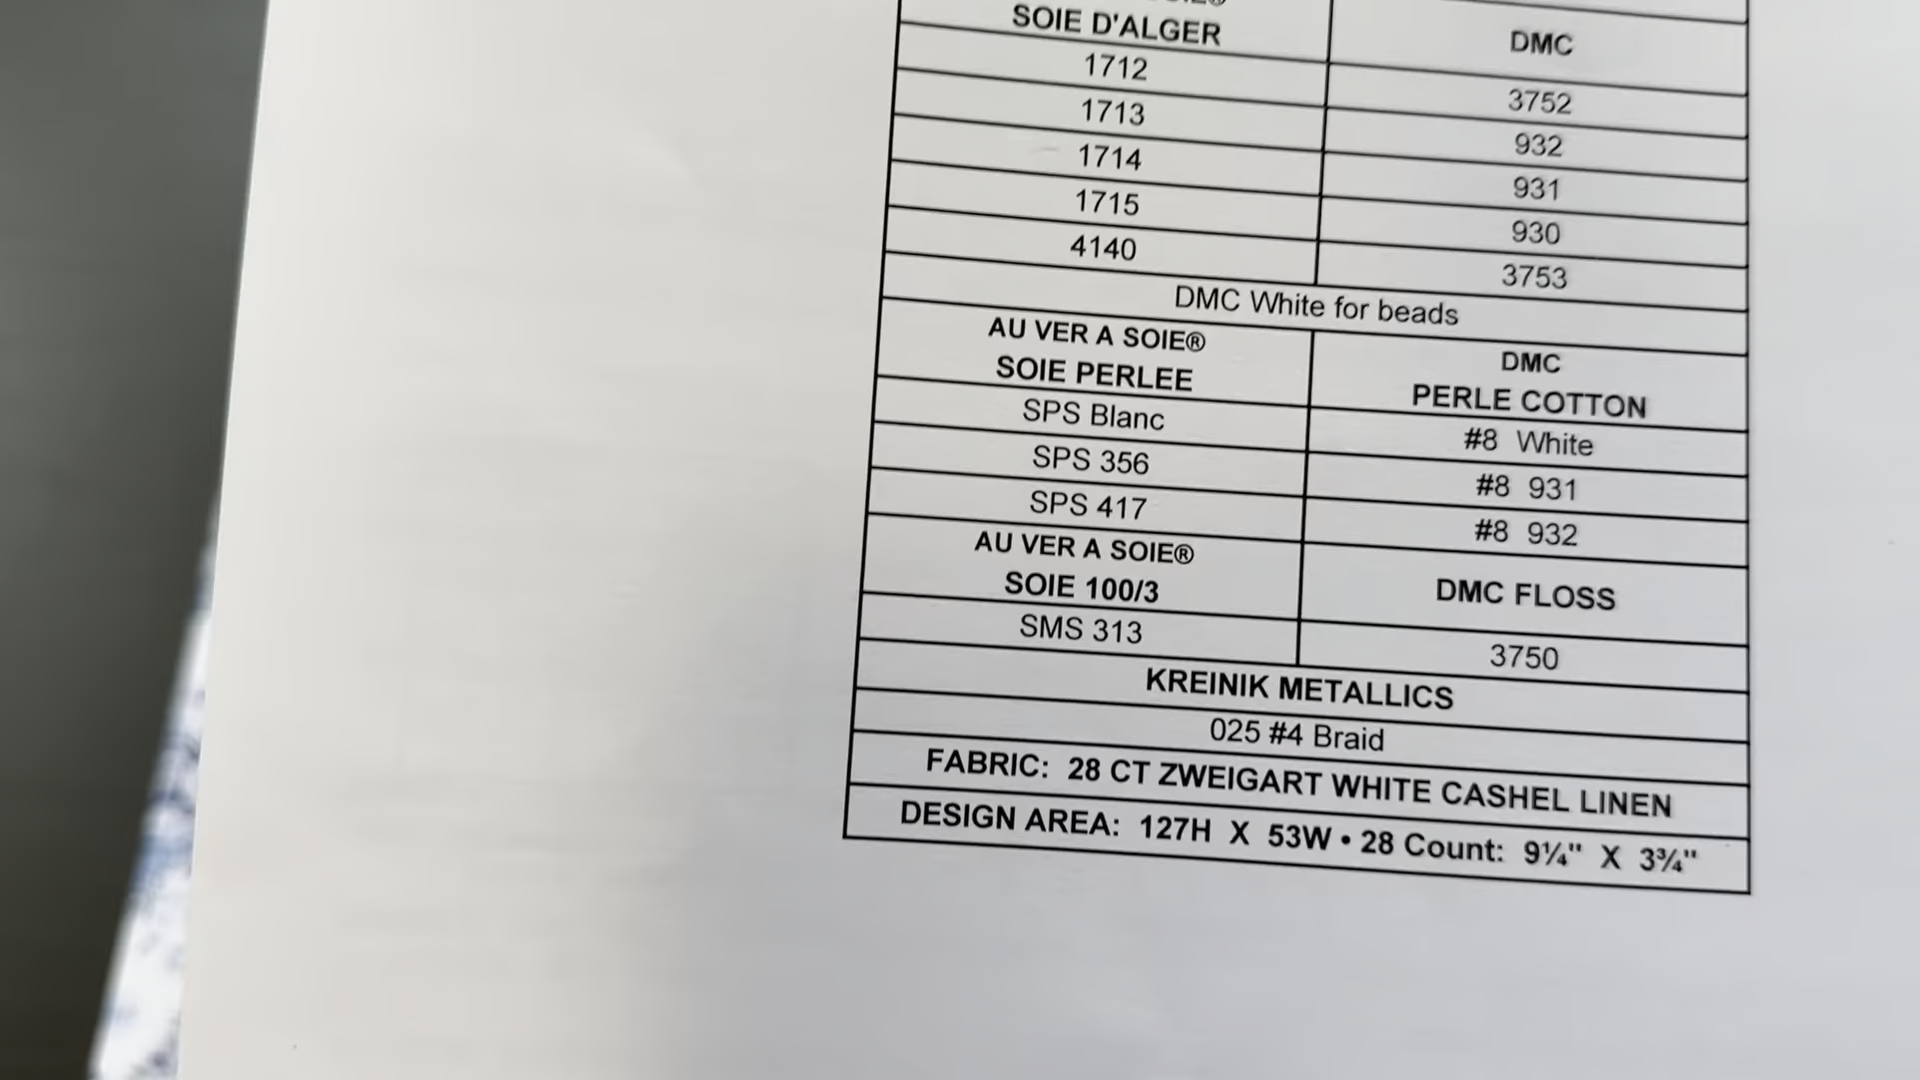 SOIE D'ALGER DMC
1712 3752
1713 932
1714 931
1715 930
4140 3753
DMC White for beads
AU VER A SOIE® DMC
SOIE PERLEE PERLE COTTON
SPS Blanc #8 White
SPS 356 #8 931
SPS 417 #8 932
AU VER A SOIE®
SOIE 100/3 DMC FLOSS
SMS 313 3750
KREINIK METALLICS
025 #4 Braid
FABRIC: 28 CT ZWEIGART WHITE CASHEL LINEN
DESIGN AREA: 127H X 53W • 28 Count: 9¼" X 3¾"